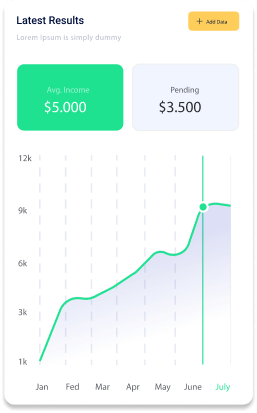 Latest Results
+ Add Data
Lorem Ipsum is simply dummy
Avg. Income
$5.000
Pending
$3.500
12k
9k
6k
3k
1k
Jan Feb Mar Apr May June July